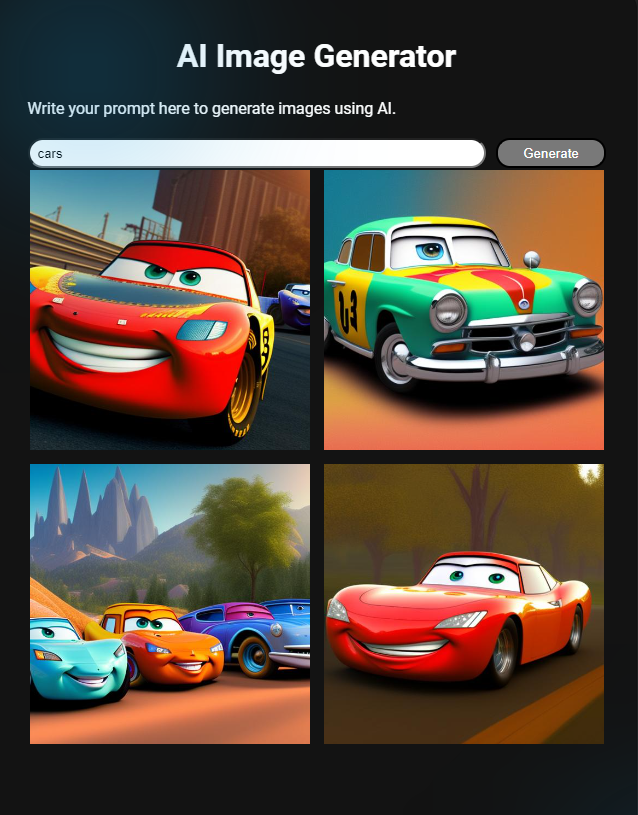 AI Image Generator
Write your prompt here to generate images using AI.
cars
Generate